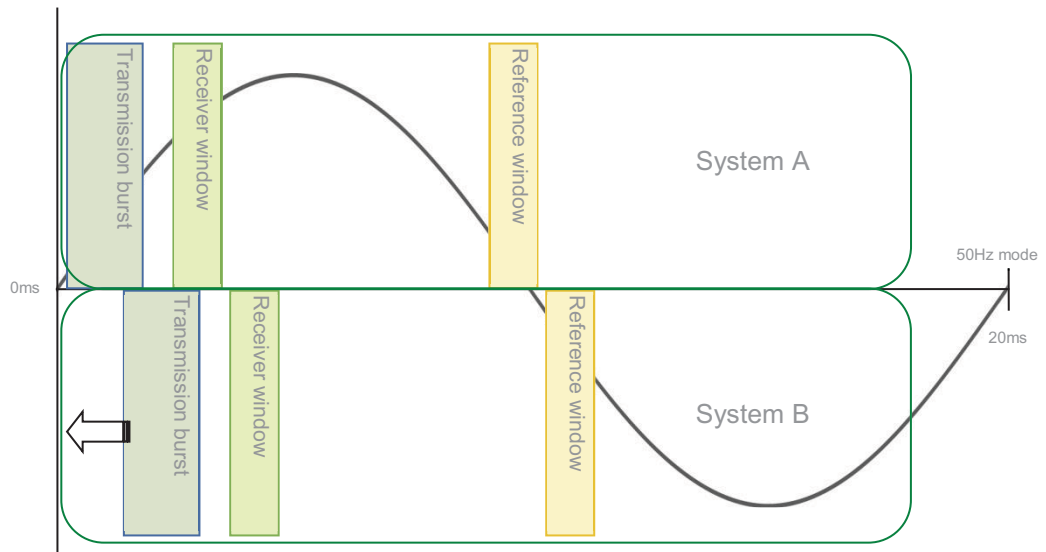 Transmission burst
Receiver window
Reference window
System A
50Hz mode
0ms
20ms
Transmission burst
Receiver window
Reference window
System B